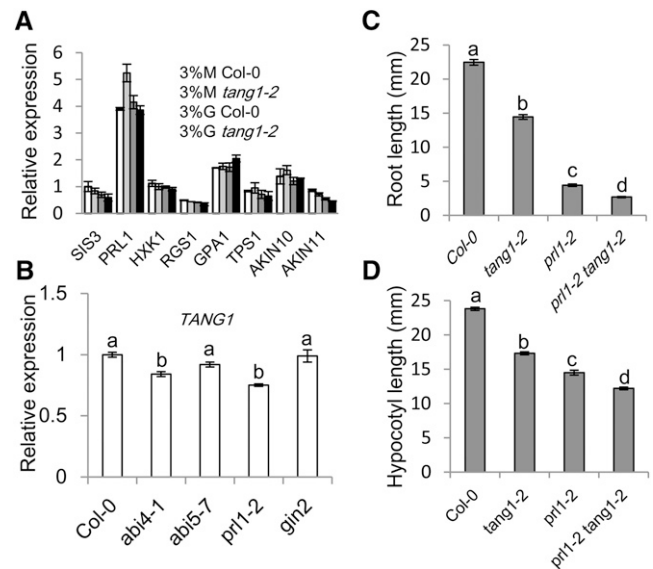 A
Relative expression
6
5
4
3
2
1
0
3%M Col-0
3%M tang1-2
3%G Col-0
3%G tang1-2
SIS3
PRL1
HXK1
RGS1
GPA1
TPS1
AKIN10
AKIN11
B
Relative expression
1.5
1
0.5
0
TANG1
a
b
a
b
a
Col-0
abi4-1
abi5-7
prl1-2
gin2
C
Root length (mm)
25
20
15
10
5
0
a
b
c
d
Col-0
tang1-2
prl1-2
prl1-2 tang1-2
D
Hypocotyl length (mm)
25
20
15
10
5
0
a
b
c
d
Col-0
tang1-2
prl1-2
prl1-2 tang1-2